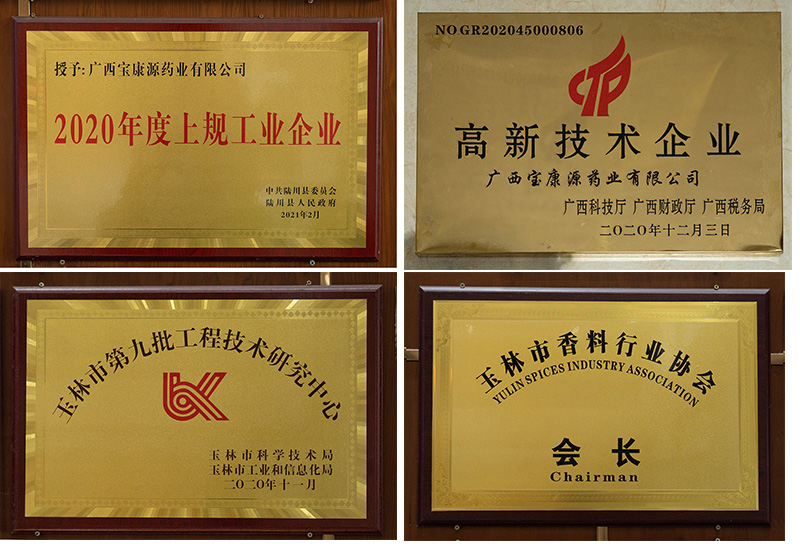 授予:广西宝康源药业有限公司
2020年度上规工业企业
中共陆川县委员会
陆川县人民政府
2021年2月
NO GR202045000806
高新技术企业
广西宝康源药业有限公司
广西科技厅 广西财政厅 广西税务局
二〇二〇年十二月三日
玉林市第九批工程技术研究中心
玉林市科学技术局
玉林市工业和信息化局
二〇二〇年十一月
玉林市香料行业协会
YULIN SPICES INDUSTRY ASSOCIATION
会长
Chairman